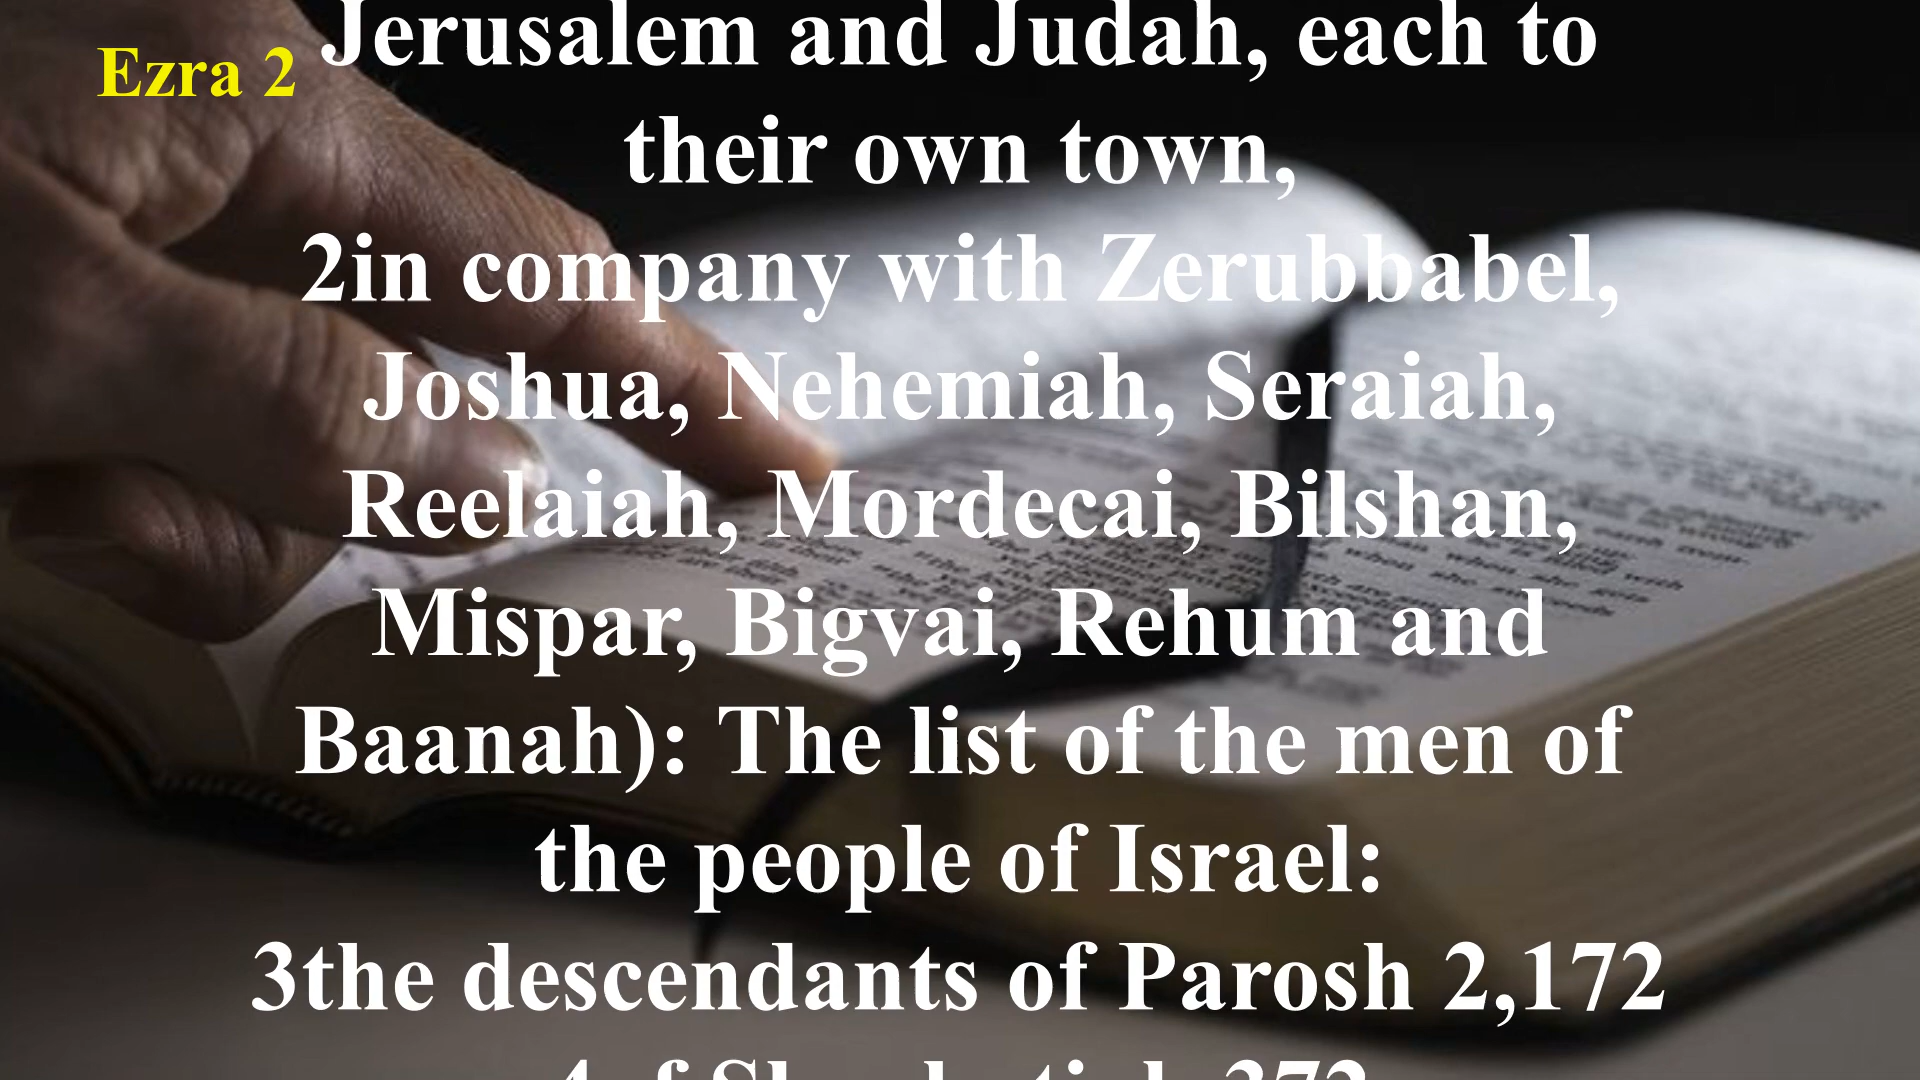 Ezra 2
Jerusalem and Judah, each to
their own town,
2in company with Zerubbabel,
Joshua, Nehemiah, Seraiah,
Reelaiah, Mordecai, Bilshan,
Mispar, Bigvai, Rehum and
Baanah): The list of the men of
the people of Israel:
3the descendants of Parosh 2,172